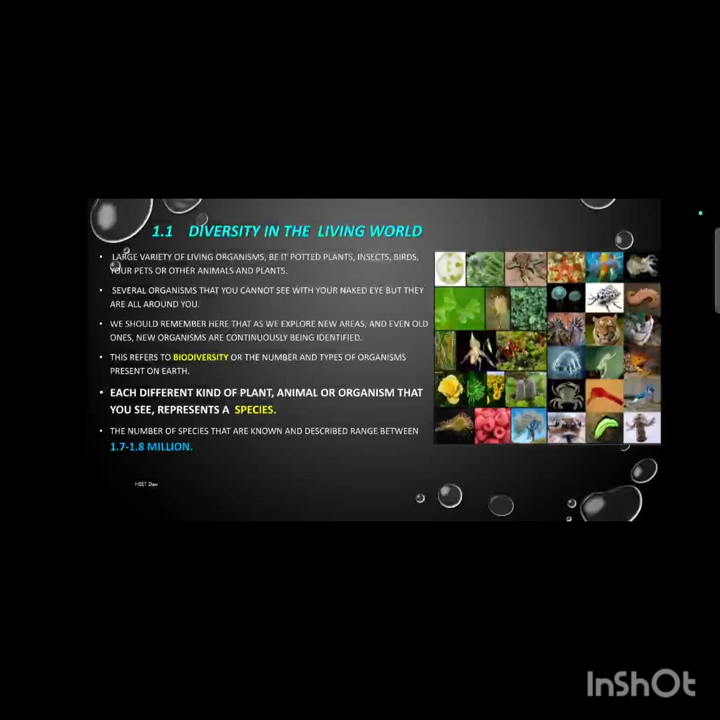 1.1 DIVERSITY IN THE LIVING WORLD
• LARGE VARIETY OF LIVING ORGANISMS, BE IT POTTED PLANTS, INSECTS, BIRDS,
YOUR PETS OR OTHER ANIMALS AND PLANTS.
• SEVERAL ORGANISMS THAT YOU CANNOT SEE WITH YOUR NAKED EYE BUT THEY
ARE ALL AROUND YOU.
• WE SHOULD REMEMBER HERE THAT AS WE EXPLORE NEW AREAS, AND EVEN OLD
ONES, NEW ORGANISMS ARE CONTINUOUSLY BEING IDENTIFIED.
• THIS REFERS TO BIODIVERSITY OR THE NUMBER AND TYPES OF ORGANISMS
PRESENT ON EARTH.
• EACH DIFFERENT KIND OF PLANT, ANIMAL OR ORGANISM THAT
YOU SEE, REPRESENTS A SPECIES.
• THE NUMBER OF SPECIES THAT ARE KNOWN AND DESCRIBED RANGE BETWEEN
1.7-1.8 MILLION.
NEET Den
InShOt